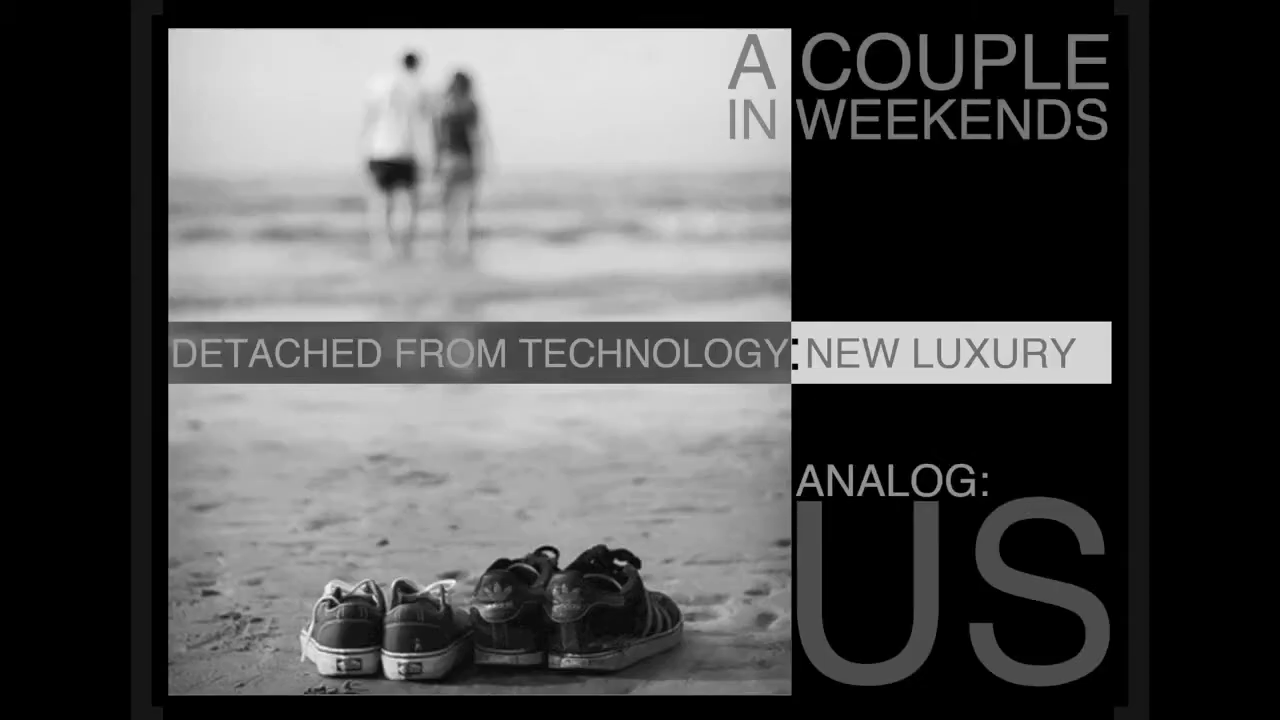 A COUPLE
IN WEEKENDS
DETACHED FROM TECHNOLOGY:NEW LUXURY
ANALOG:
US